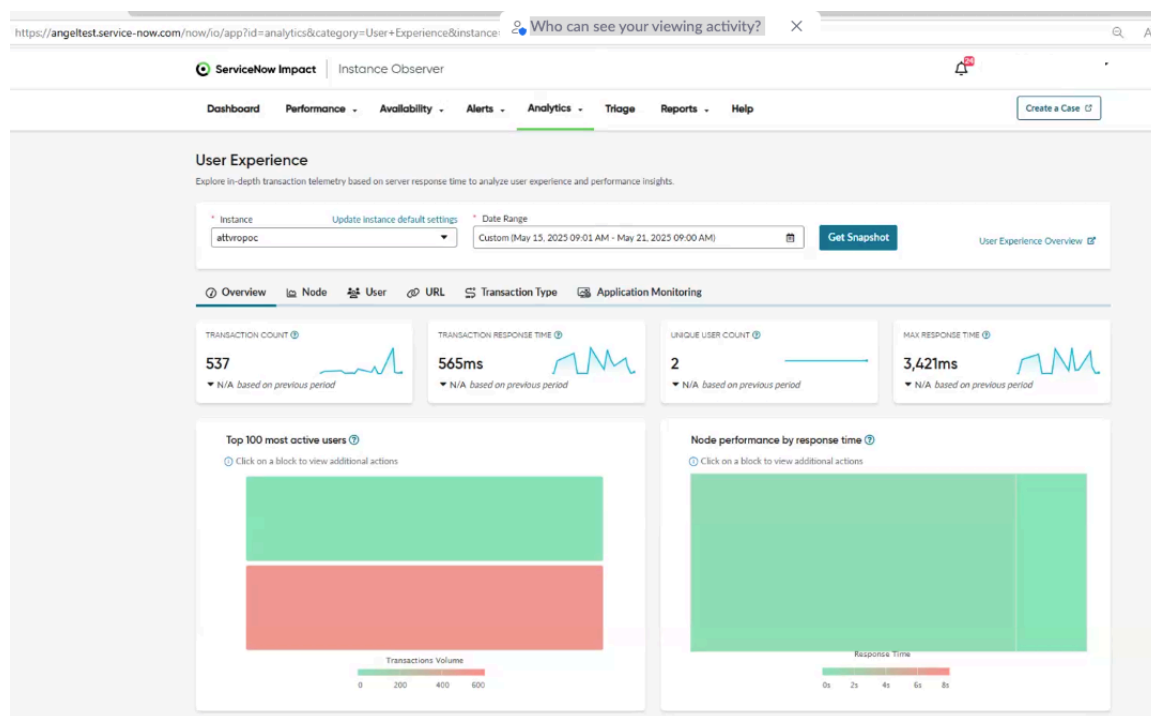 https://angeltest.service-now.com/now/io/app?id=analytics&category=User+Experience&instance
Who can see your viewing activity?
ServiceNow Impact | Instance Observer
24
Dashboard Performance Availability Alerts Analytics Triage Reports Help Create a Case
User Experience
Explore in-depth transaction telemetry based on server response time to analyze user experience and performance insights.
* Instance Update instance default settings * Date Range
attvropoc Custom (May 15, 2025 09:01 AM - May 21, 2025 09:00 AM) Get Snapshot User Experience Overview
Overview Node User URL Transaction Type Application Monitoring
TRANSACTION COUNT TRANSACTION RESPONSE TIME UNIQUE USER COUNT MAX RESPONSE TIME
537 565ms 2 3,421ms
N/A based on previous period N/A based on previous period N/A based on previous period N/A based on previous period
Top 100 most active users Node performance by response time
Click on a block to view additional actions Click on a block to view additional actions
Transactions Volume Response Time
0 200 400 600 0s 2s 4s 6s 8s